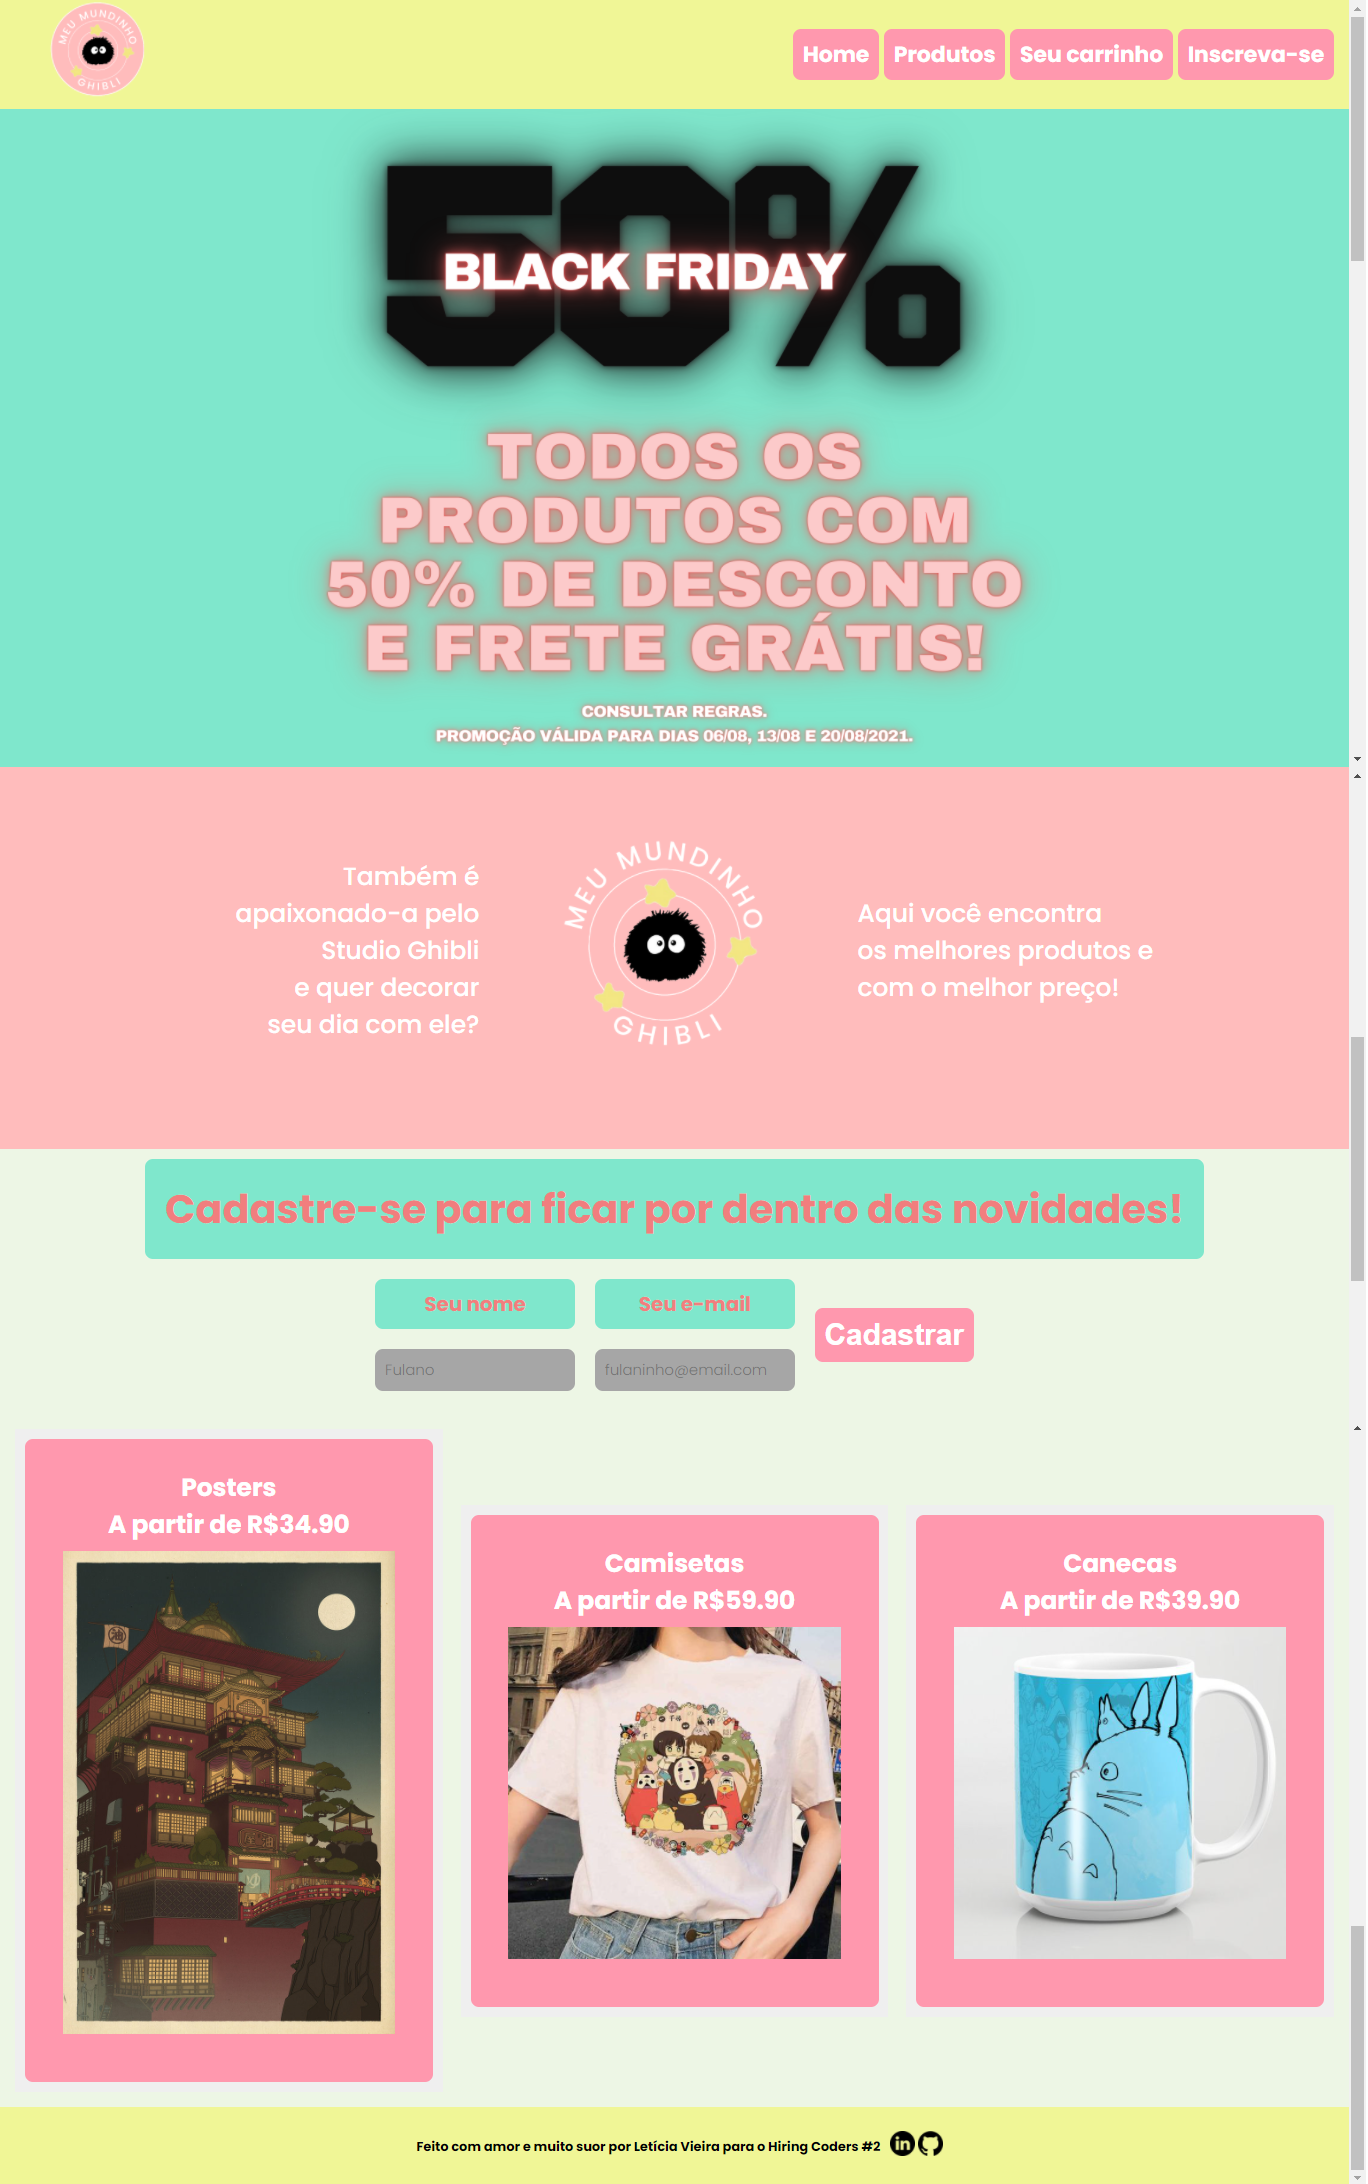 MEU MUNDINHO
GHIBLI
Home
Produtos
Seu carrinho
Inscreva-se
50%
BLACK FRIDAY
TODOS OS
PRODUTOS COM
50% DE DESCONTO
E FRETE GRÁTIS!
CONSULTAR REGRAS.
PROMOÇÃO VÁLIDA PARA DIAS 06/08, 13/08 E 20/08/2021.
Também é
apaixonado-a pelo
Studio Ghibli
e quer decorar
seu dia com ele?
MEU MUNDINHO
GHIBLI
Aqui você encontra
os melhores produtos e
com o melhor preço!
Cadastre-se para ficar por dentro das novidades!
Seu nome
Seu e-mail
Fulano
fulaninho@email.com
Cadastrar
Posters
A partir de R$34.90
Camisetas
A partir de R$59.90
Canecas
A partir de R$39.90
Feito com amor e muito suor por Letícia Vieira para o Hiring Coders #2
in